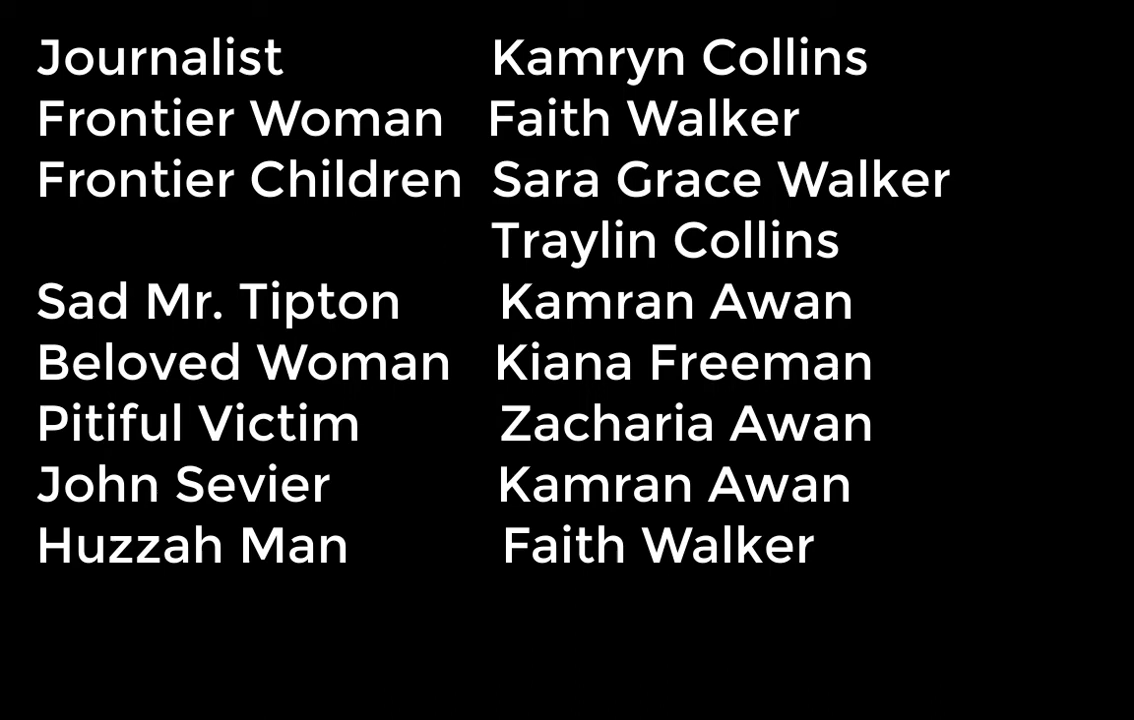 Journalist Kamryn Collins
Frontier Woman Faith Walker
Frontier Children Sara Grace Walker
Traylin Collins
Sad Mr. Tipton Kamran Awan
Beloved Woman Kiana Freeman
Pitiful Victim Zacharia Awan
John Sevier Kamran Awan
Huzzah Man Faith Walker